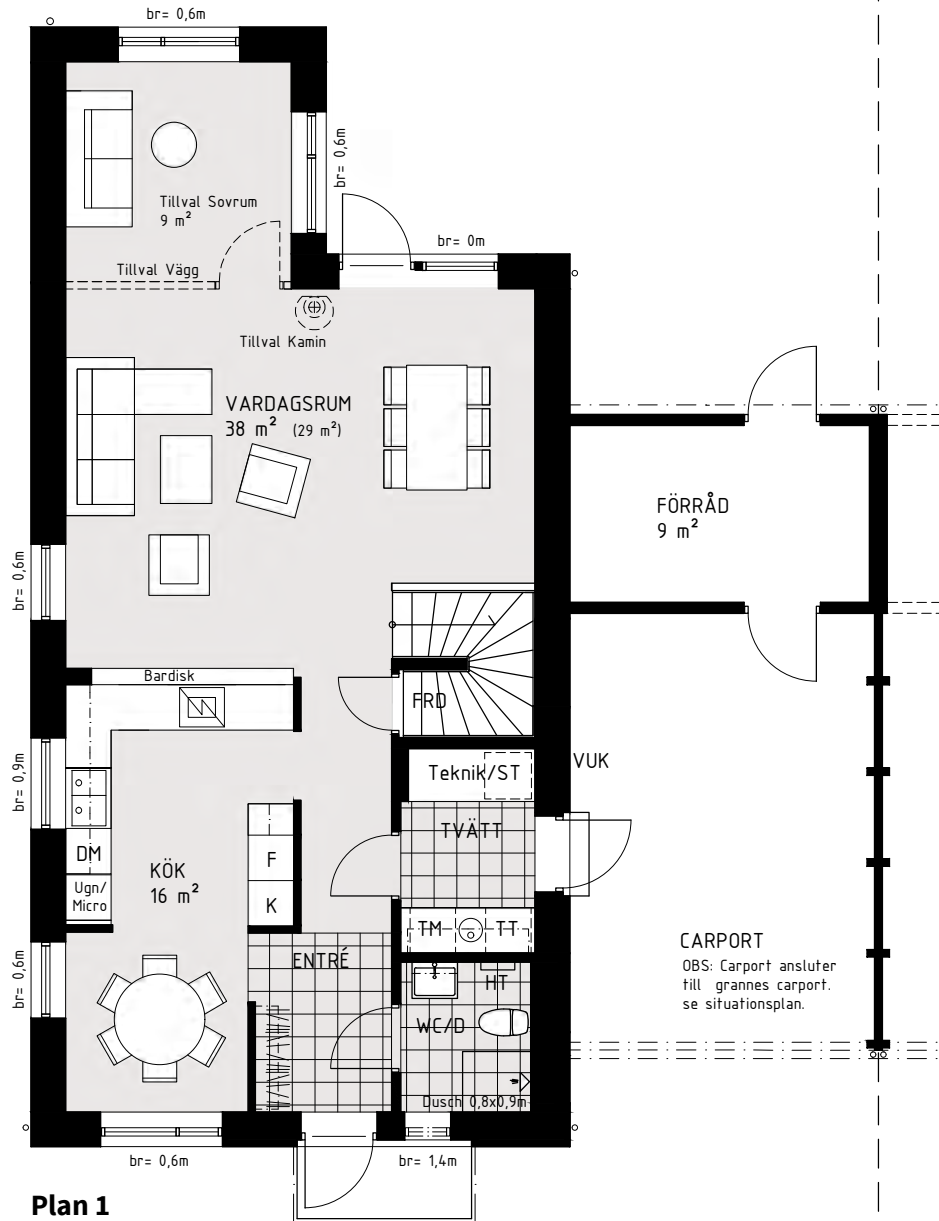 br= 0,6m
br= 0,6m
Tillval Sovrum
9 m²
br= 0m
Tillval Vägg
Tillval Kamin
VARDAGSRUM
38 m² (29 m²)
FÖRRÅD
9 m²
br= 0,6m
Bardisk
FRD
VUK
Teknik/ST
br= 0,9m
TVÄTT
DM
KÖK
16 m²
F
Ugn/
Micro
K
TM
TT
br= 0,6m
ENTRÉ
CARPORT
OBS: Carport ansluter
till grannes carport.
se situationsplan.
HT
WC/D
Dusch 0,8x0,9m
br= 0,6m
br= 1,4m
Plan 1